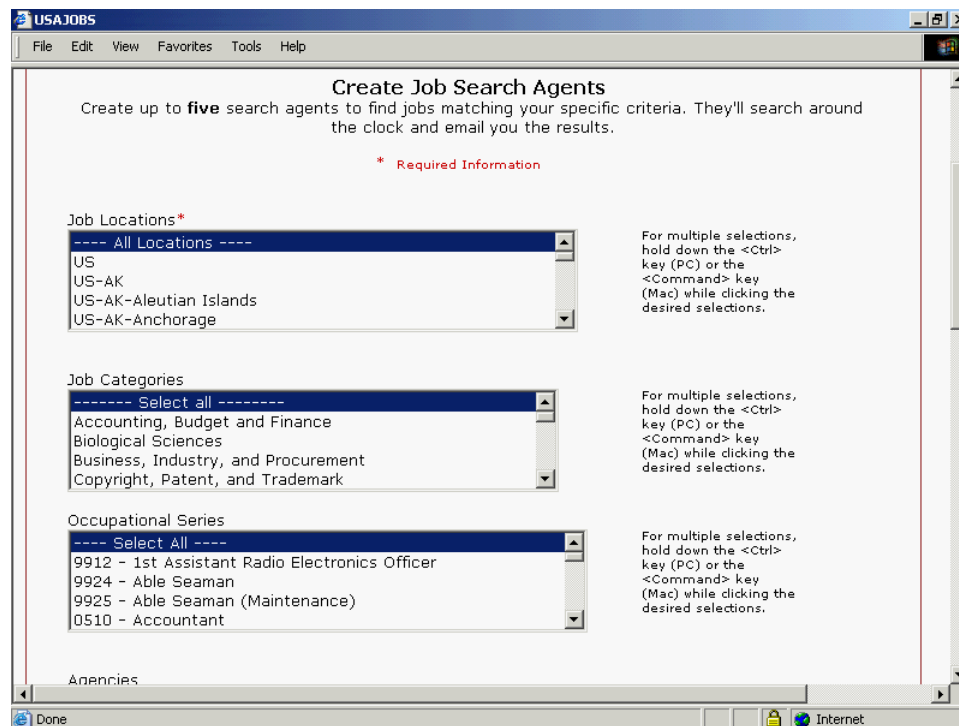 USAJOBS
File Edit View Favorites Tools Help
Create Job Search Agents
Create up to five search agents to find jobs matching your specific criteria. They'll search around
the clock and email you the results.
* Required Information
Job Locations*
---- All Locations ----
US
US-AK
US-AK-Aleutian Islands
US-AK-Anchorage
For multiple selections,
hold down the <Ctrl>
key (PC) or the
<Command> key
(Mac) while clicking the
desired selections.
Job Categories
------- Select all --------
Accounting, Budget and Finance
Biological Sciences
Business, Industry, and Procurement
Copyright, Patent, and Trademark
For multiple selections,
hold down the <Ctrl>
key (PC) or the
<Command> key
(Mac) while clicking the
desired selections.
Occupational Series
---- Select All ----
9912 - 1st Assistant Radio Electronics Officer
9924 - Able Seaman
9925 - Able Seaman (Maintenance)
0510 - Accountant
For multiple selections,
hold down the <Ctrl>
key (PC) or the
<Command> key
(Mac) while clicking the
desired selections.
Agencies
Done
Internet